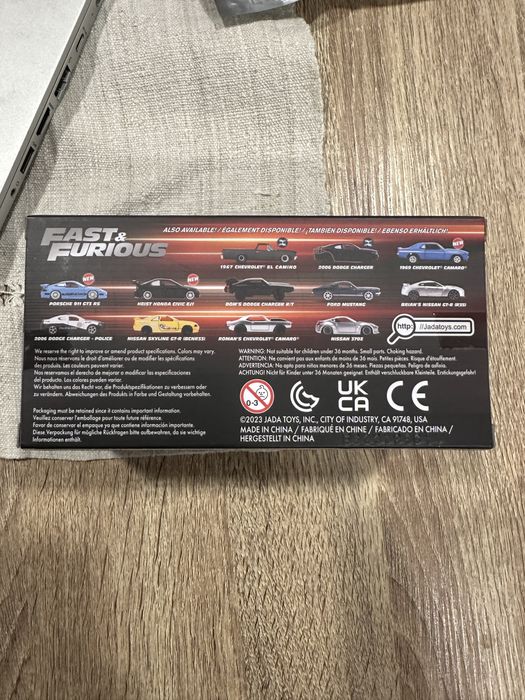 FAST & FURIOUS
ALSO AVAILABLE! / ÉGALEMENT DISPONIBLE! / ¡TAMBIEN DISPONIBLE! / EBENSO ERHÄLTLICH!
1967 CHEVROLET EL CAMINO
2006 DODGE CHARGER
NEW
1969 CHEVROLET CAMARO
NEW
PORSCHE 911 GT3 RS
NEW
HEIST HONDA CIVIC EJ1
DOM'S DODGE CHARGER R/T
FORD MUSTANG
BRIAN'S NISSAN GT-R (R35)
2006 DODGE CHARGER - POLICE
NISSAN SKYLINE GT-R (BCNR33)
ROMAN'S CHEVROLET CAMARO
NISSAN 370Z
http: //Jadatoys.com
We reserve the right to improve or amend product specifications. Colors may vary.
Nous nous reservons le droit d'améliorer ou de modifier les spécifications
des produits. Les couleurs peuvent varier.
Nos reservamos el derecho de mejorar o modificar las especificaciones del producto.
Los colores pueden variar.
Wir behalten uns das Recht vor, die Produktspezifikationen zu verbessern oder
zu verändern. Abweichungen des Produkts in Farbe und Gestaltung vorbehalten.
Packaging must be retained since it contains important information.
Veuillez conserver l'emballage pour toute référence.
Favor de conservar el empaque ya que contiene información importante.
Diese Verpackung für mögliche Rückfragen bitte aufbewahren, da sie wichtige
Informationen enthält.
WARNING: Not suitable for children under 36 months. Small parts. Choking hazard.
ATTENTION: Ne convient pas aux enfants de moins de 36 mois. Petites pièces. Risque d'étouffement.
ADVERTENCIA: No apto para niños menores de 36 meses. Piezas pequeñas. Peligro de asfixia.
ACHTUNG! Nicht für Kinder unter 36 Monaten geeignet. Enthält verschluckbare Kleinteile. Erstickungsgefahr!
0-3
UK
CA
CE
©2023 JADA TOYS, INC., CITY OF INDUSTRY, CA 91748, USA
MADE IN CHINA / FABRIQUÉ EN CHINE / FABRICADO EN CHINA /
HERGESTELLT IN CHINA